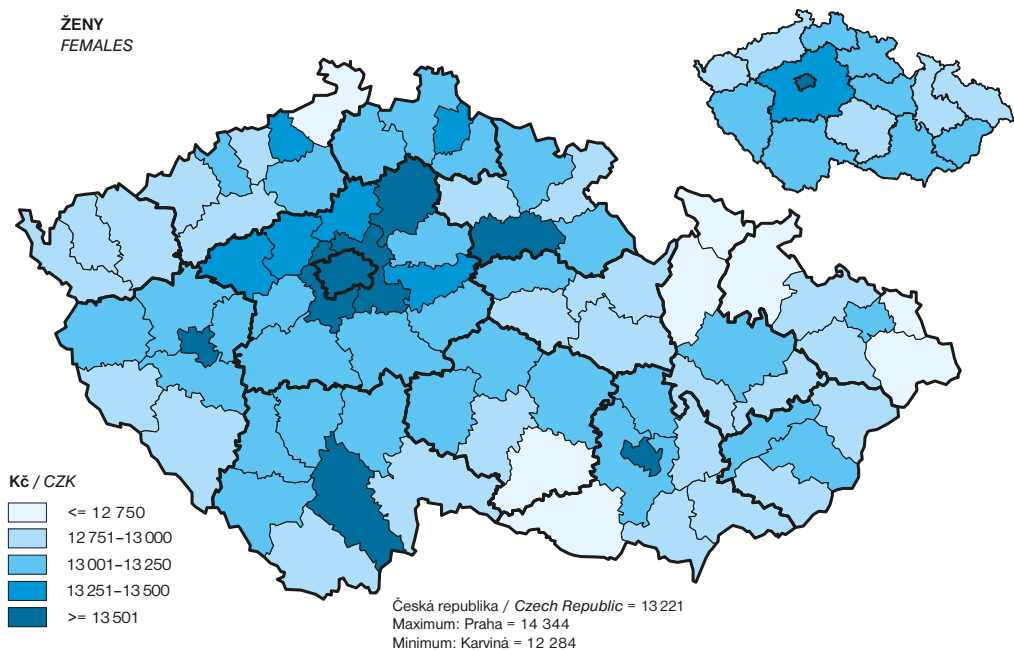 ŽENY
FEMALES
Kč / CZK
<= 12 750
12 751–13 000
13 001–13 250
13 251–13 500
>= 13 501
Česká republika / Czech Republic = 13 221
Maximum: Praha = 14 344
Minimum: Karviná = 12 284